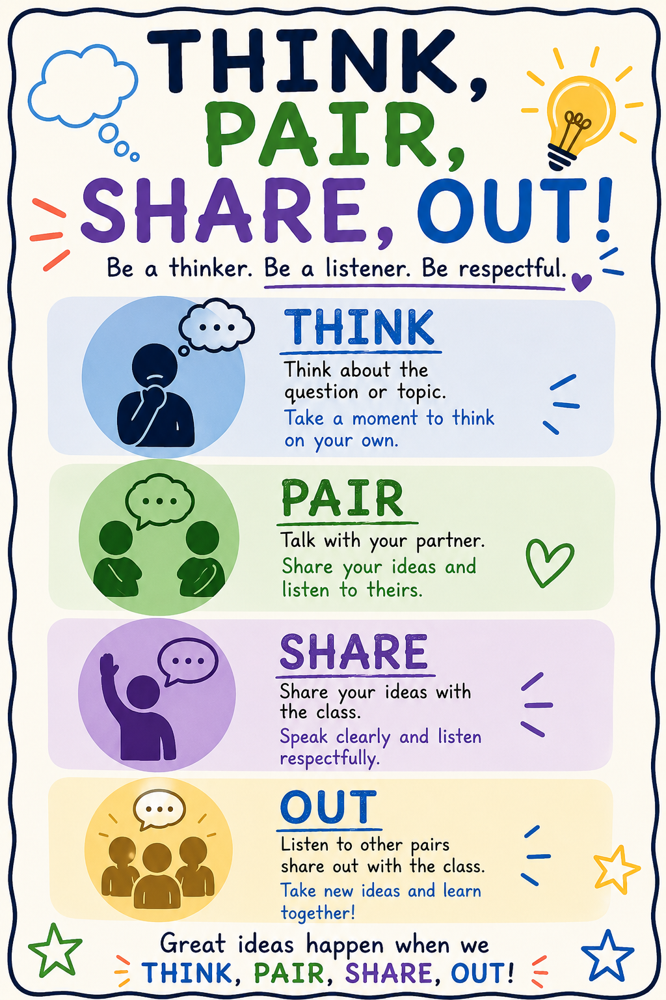 THINK,
PAIR,
SHARE, OUT!
Be a thinker. Be a listener. Be respectful.
THINK
Think about the
question or topic.
Take a moment to think
on your own.
PAIR
Talk with your partner.
Share your ideas and
listen to theirs.
SHARE
Share your ideas with
the class.
Speak clearly and listen
respectfully.
OUT
Listen to other pairs
share out with the class.
Take new ideas and learn
together!
Great ideas happen when we
THINK, PAIR, SHARE, OUT!